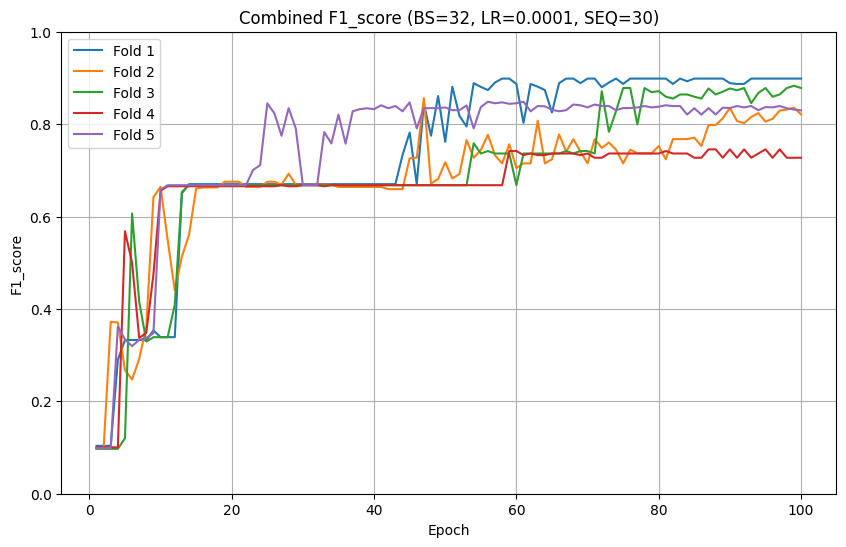 Combined F1_score (BS=32, LR=0.0001, SEQ=30)
Fold 1
Fold 2
Fold 3
Fold 4
Fold 5
F1_score
1.0
0.8
0.6
0.4
0.2
0.0
0 20 40 60 80 100
Epoch